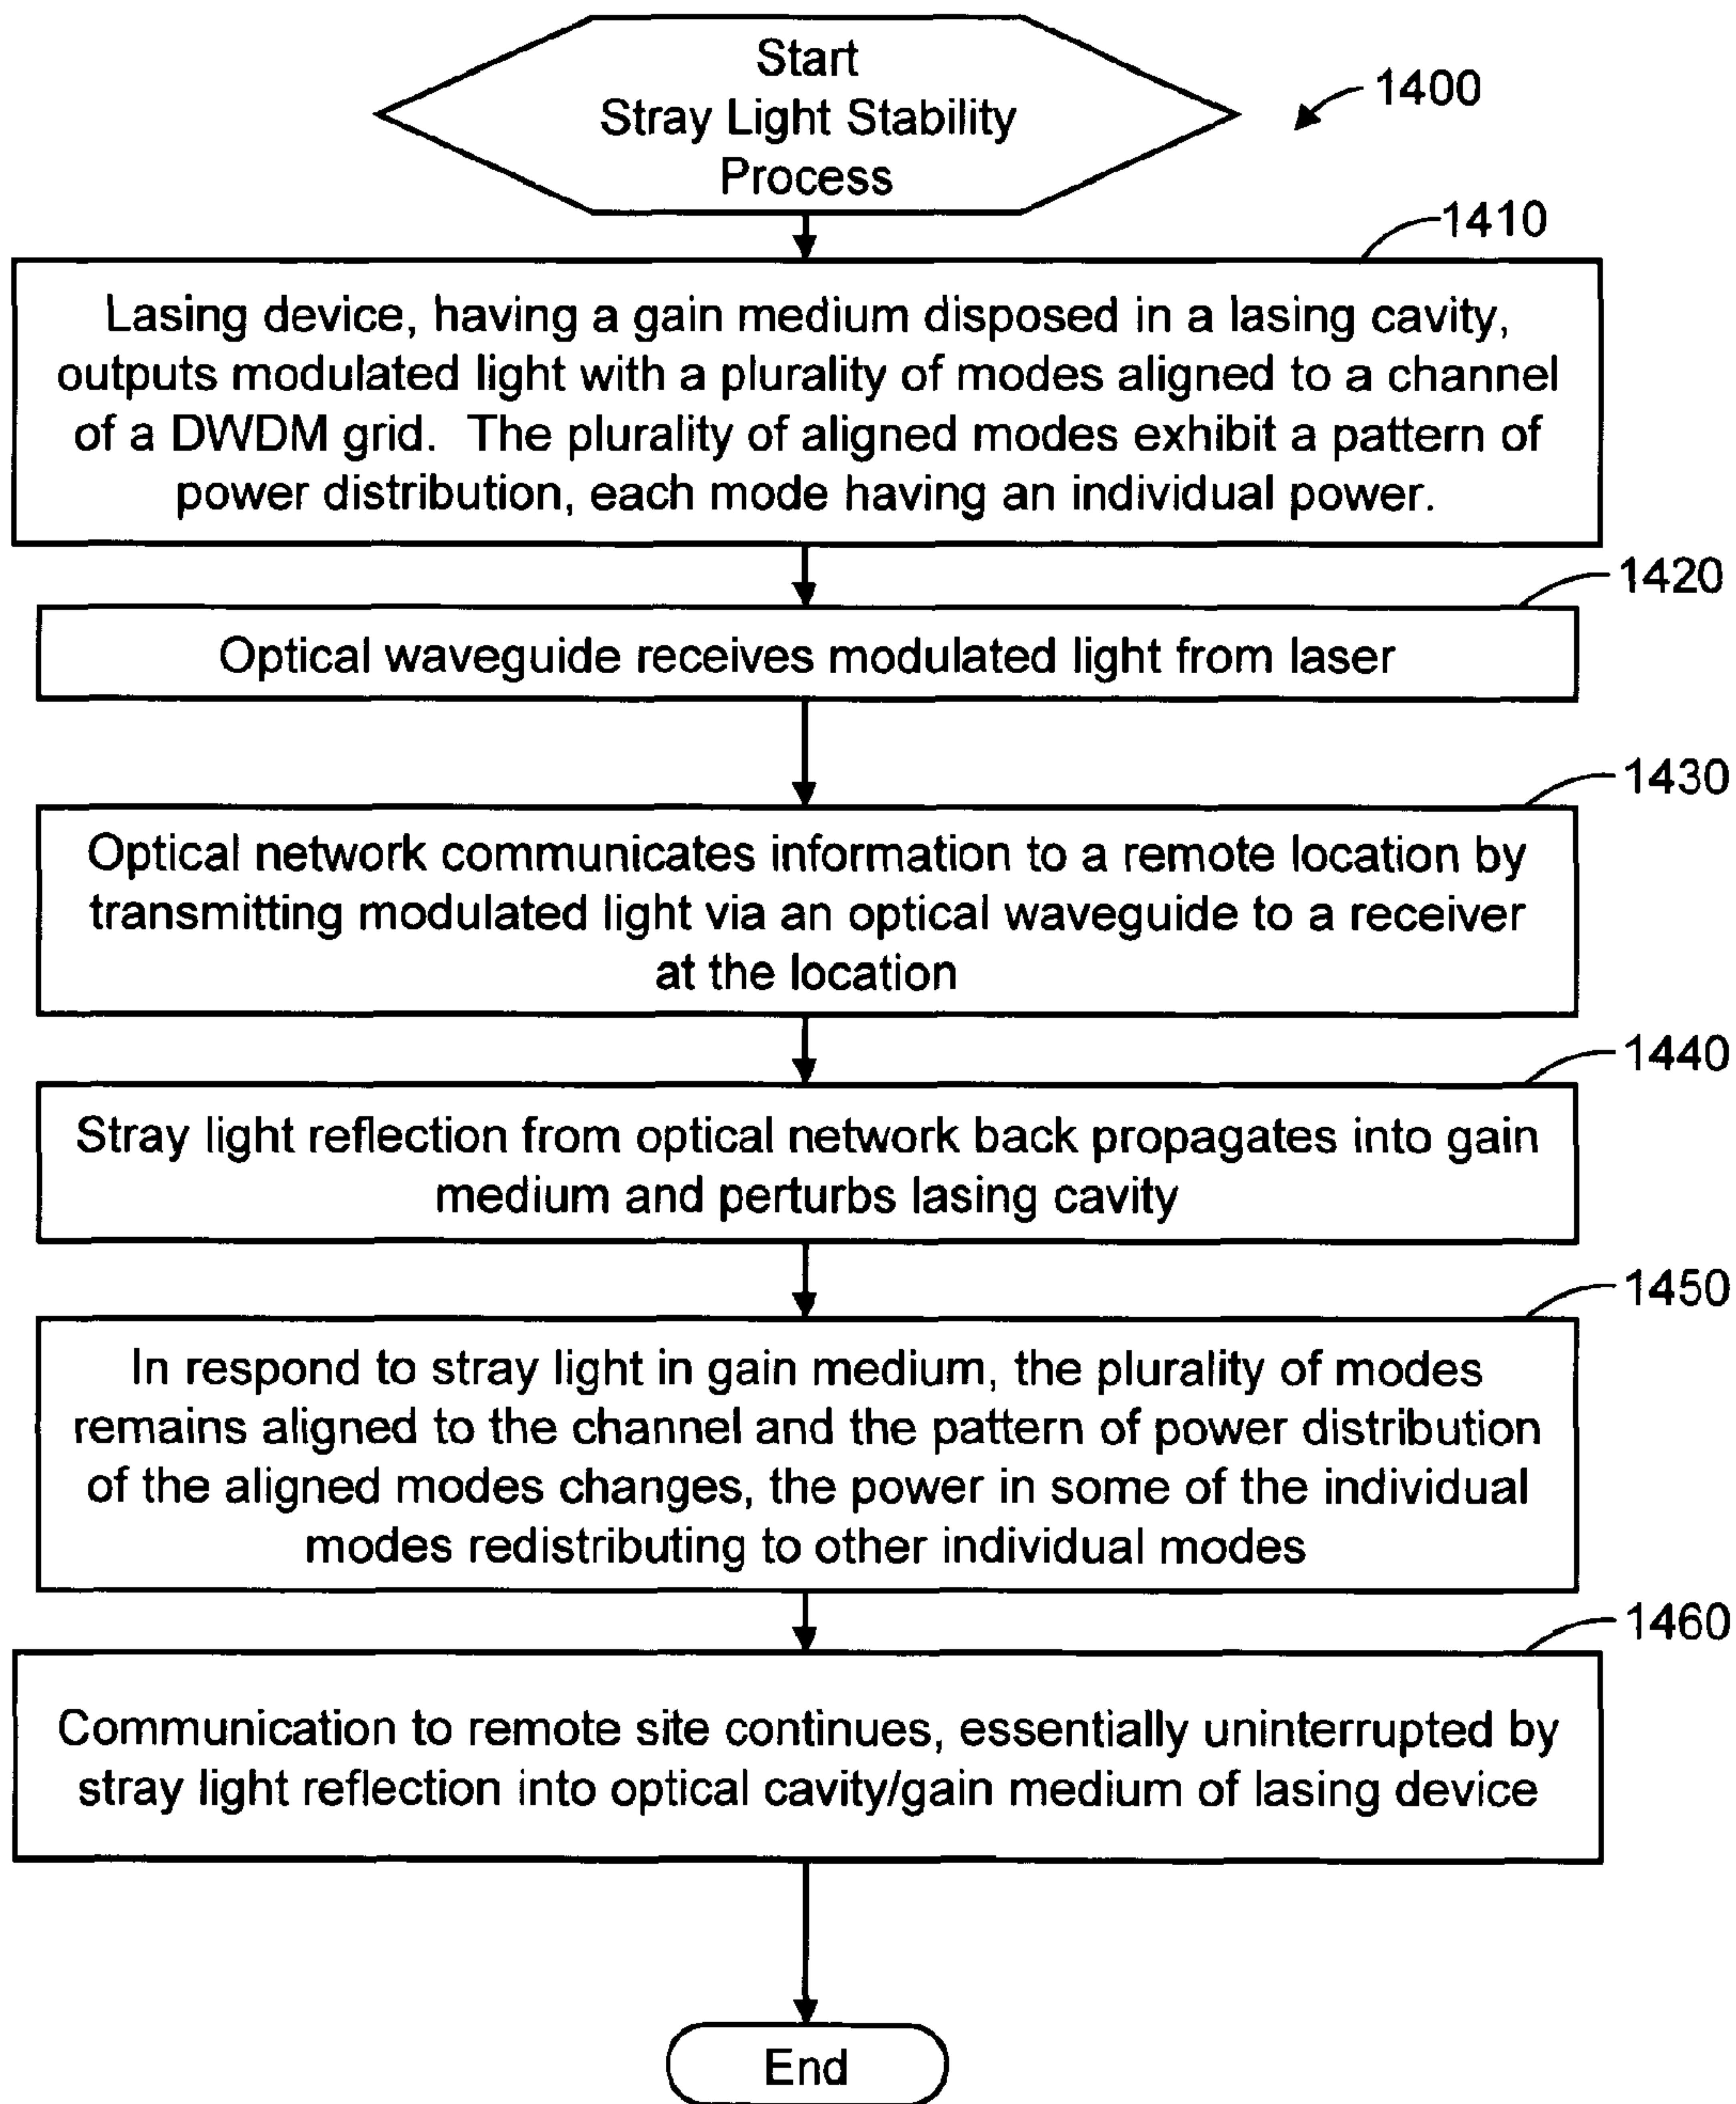 Start
Stray Light Stability
Process
1400
1410
Lasing device, having a gain medium disposed in a lasing cavity,
outputs modulated light with a plurality of modes aligned to a channel
of a DWDM grid. The plurality of aligned modes exhibit a pattern of
power distribution, each mode having an individual power.
1420
Optical waveguide receives modulated light from laser
1430
Optical network communicates information to a remote location by
transmitting modulated light via an optical waveguide to a receiver
at the location
1440
Stray light reflection from optical network back propagates into gain
medium and perturbs lasing cavity
1450
In respond to stray light in gain medium, the plurality of modes
remains aligned to the channel and the pattern of power distribution
of the aligned modes changes, the power in some of the individual
modes redistributing to other individual modes
1460
Communication to remote site continues, essentially uninterrupted by
stray light reflection into optical cavity/gain medium of lasing device
End